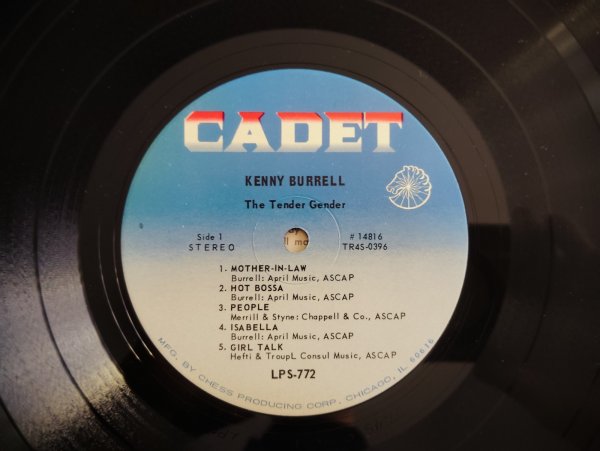 CADET
KENNY BURRELL
The Tender Gender
Side 1
STEREO
# 14816
TR4S-0396
1. MOTHER-IN-LAW
Burrell: April Music, ASCAP
2. HOT BOSSA
Burrell: April Music, ASCAP
3. PEOPLE
Merrill & Styne: Chappell & Co., ASCAP
4. ISABELLA
Burrell: April Music, ASCAP
5. GIRL TALK
Hefti & TroupL Consul Music, ASCAP
LPS-772
MFG. BY CHESS PRODUCING CORP. CHICAGO, IL 60616